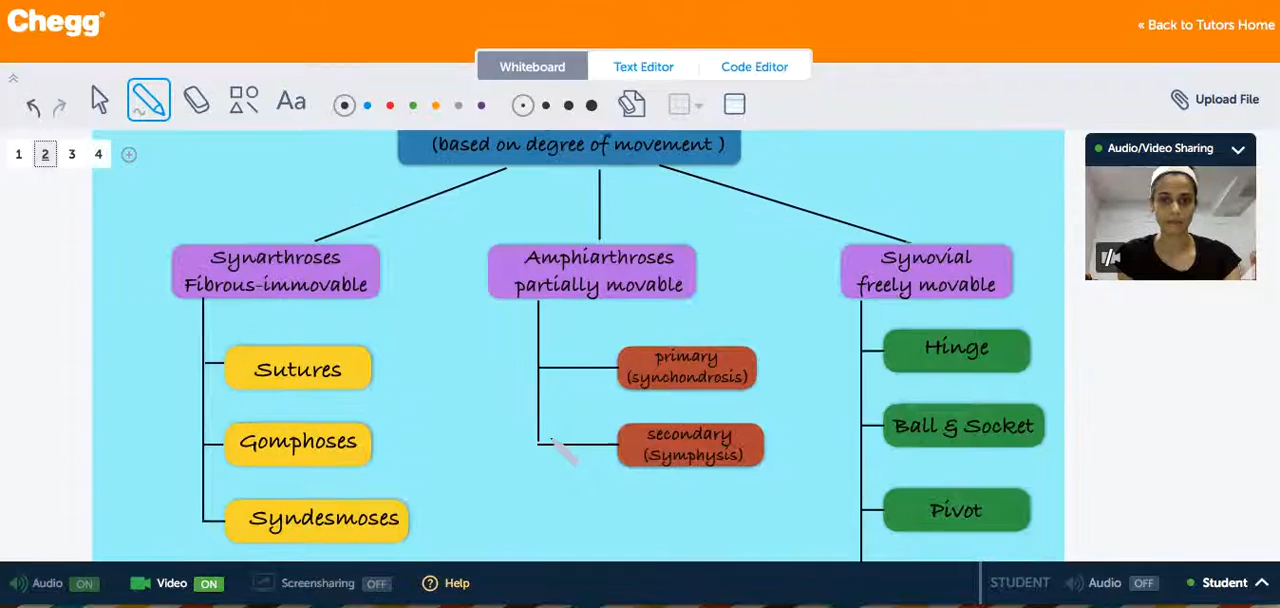 Chegg
« Back to Tutors Home
Whiteboard
Text Editor
Code Editor
Aa
Upload File
1
2
3
4
Audio/Video Sharing
(based on degree of movement )
Synarthroses
Fibrous-immovable
Amphiarthroses
partially movable
Synovial
freely movable
Sutures
Gomphoses
Syndesmoses
primary
(synchondrosis)
secondary
(Symphysis)
Hinge
Ball & Socket
Pivot
Audio ON
Video ON
Screensharing OFF
? Help
STUDENT
Audio OFF
Student